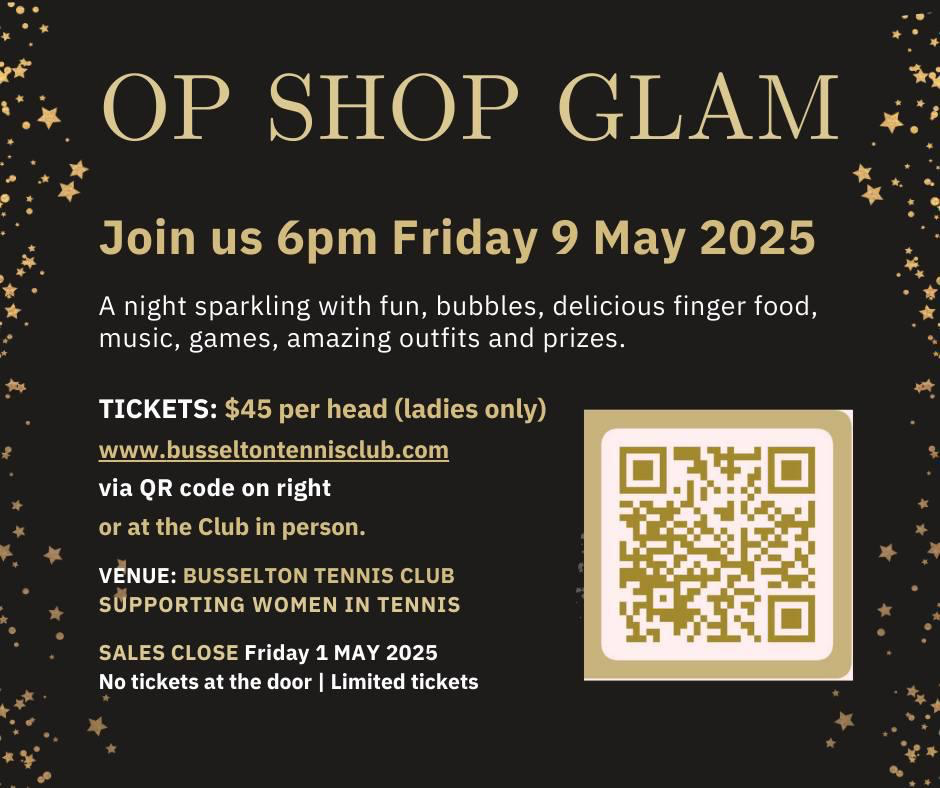 OP SHOP GLAM
Join us 6pm Friday 9 May 2025
A night sparkling with fun, bubbles, delicious finger food,
music, games, amazing outfits and prizes.
TICKETS: $45 per head (ladies only)
www.busseltontennisclub.com
via QR code on right
or at the Club in person.
VENUE: BUSSELTON TENNIS CLUB
SUPPORTING WOMEN IN TENNIS
SALES CLOSE Friday 1 MAY 2025
No tickets at the door | Limited tickets